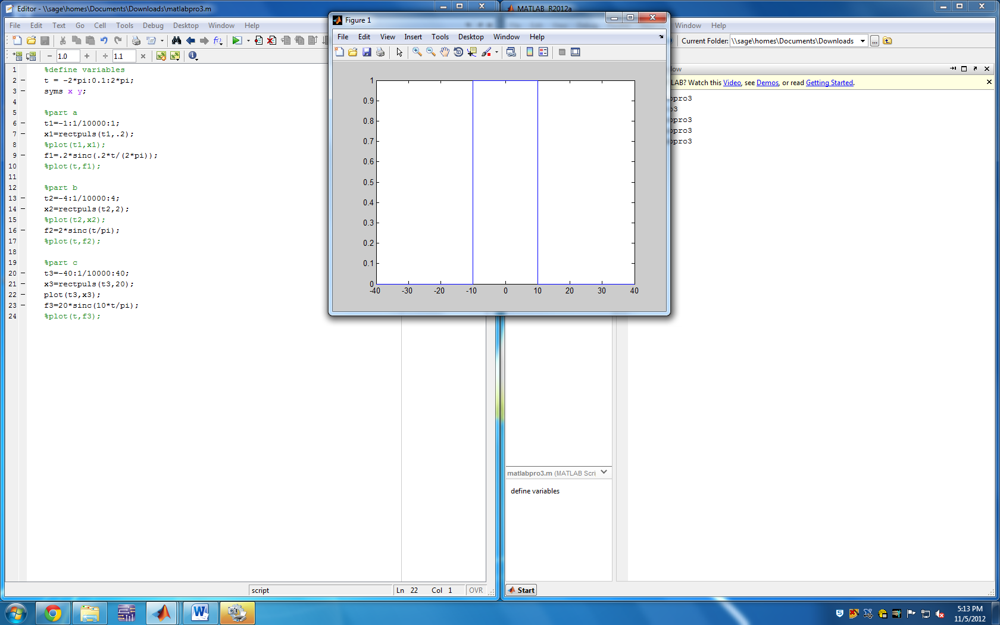 Editor - \\sage\homes\Documents\Downloads\matlabpro3.m
File Edit Text Go Cell Tools Debug Desktop Window Help
1.0
1.1
1 %define variables
2 t = -2*pi:0.1:2*pi;
3 syms x y;
4
5 %part a
6 t1=-1:1/10000:1;
7 x1=rectpuls(t1,.2);
8 %plot(t1,x1);
9 f1=.2*sinc(.2*t/(2*pi));
10 %plot(t,f1);
11
12 %part b
13 t2=-4:1/10000:4;
14 x2=rectpuls(t2,2);
15 %plot(t2,x2);
16 f2=2*sinc(t/pi);
17 %plot(t,f2);
18
19 %part c
20 t3=-40:1/10000:40;
21 x3=rectpuls(t3,20);
22 plot(t3,x3);
23 f3=20*sinc(10*t/pi);
24 %plot(t,f3);
script Ln 22 Col 1 OVR
Figure 1
File Edit View Insert Tools Desktop Window Help
1
0.9
0.8
0.7
0.6
0.5
0.4
0.3
0.2
0.1
0
-40 -30 -20 -10 0 10 20 30 40
MATLAB R2012a
Window Help
Current Folder: \\sage\homes\Documents\Downloads
ow
LAB? Watch this Video, see Demos, or read Getting Started.
pro3
3
pro3
pro3
pro3
matlabpro3.m (MATLAB Scri
define variables
Start
5:13 PM
11/5/2012